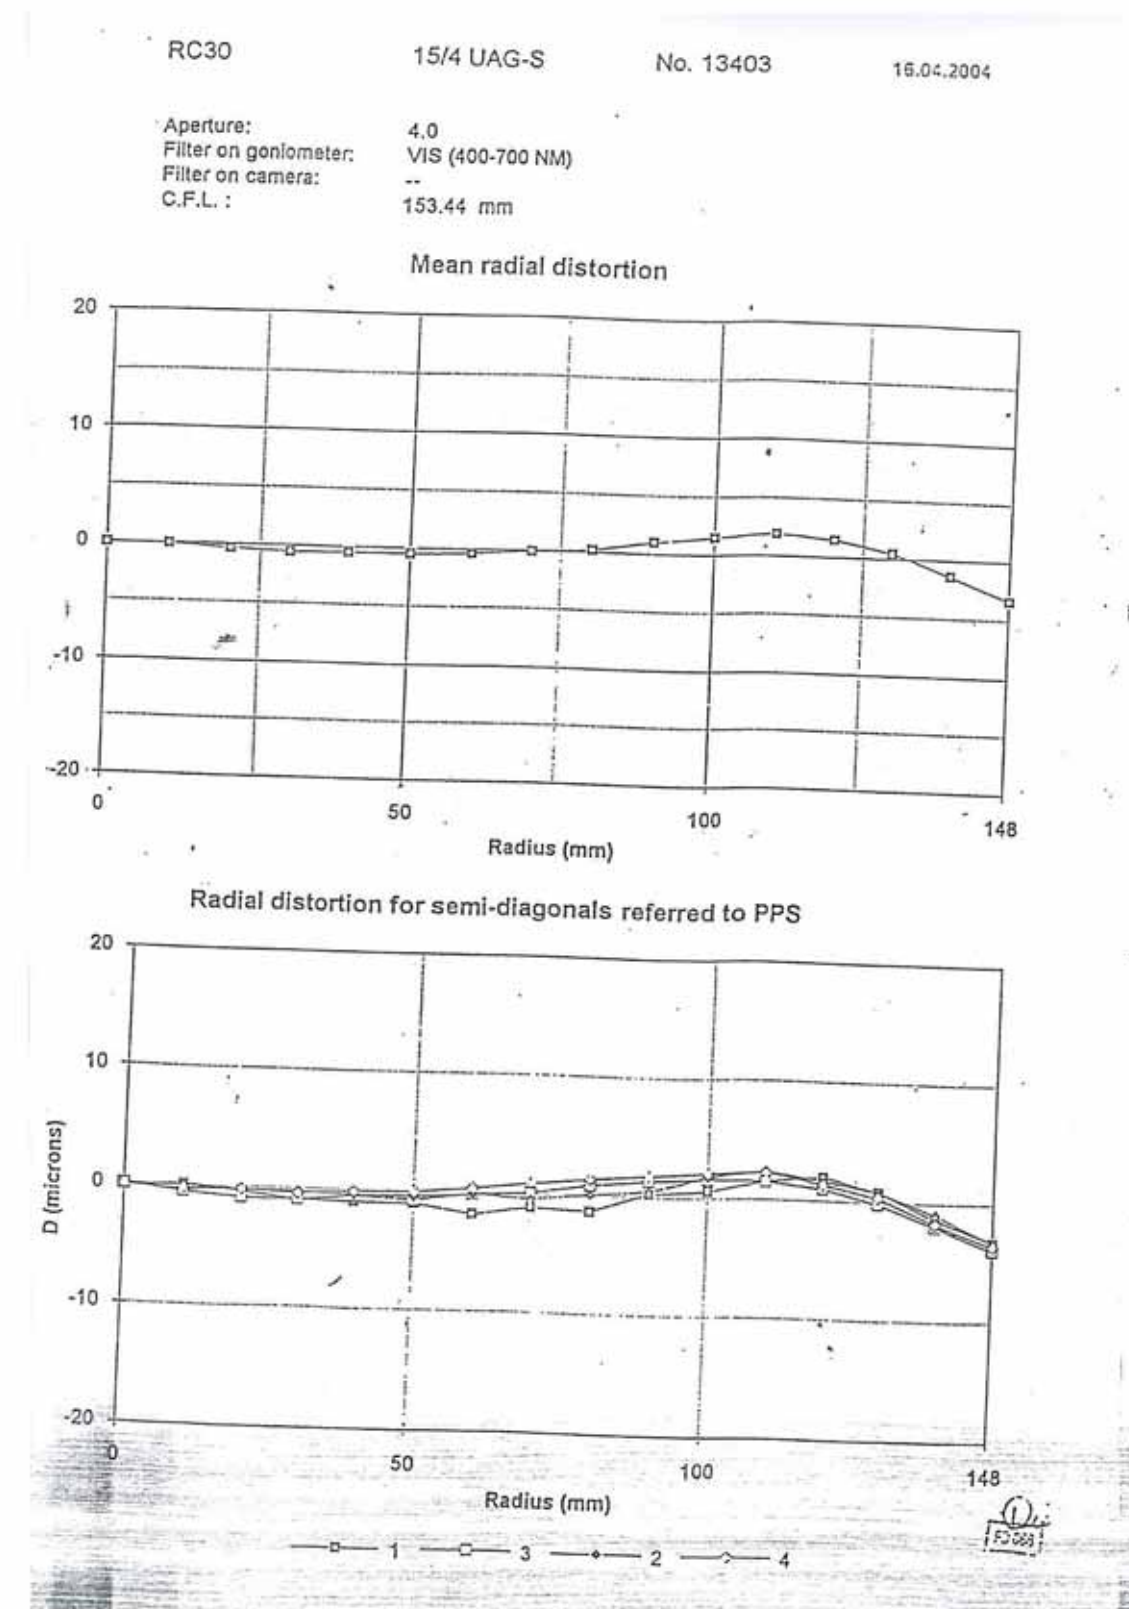 RC30 15/4 UAG-S No. 13403 16.04.2004
Aperture: 4.0
Filter on goniometer: VIS (400-700 NM)
Filter on camera: --
C.F.L. : 153.44 mm
Mean radial distortion
20
10
0
-10
-20
0 50 100 148
Radius (mm)
Radial distortion for semi-diagonals referred to PPS
20
10
0
-10
-20
D (microns)
0 50 100 148
Radius (mm)
1 3 2 4